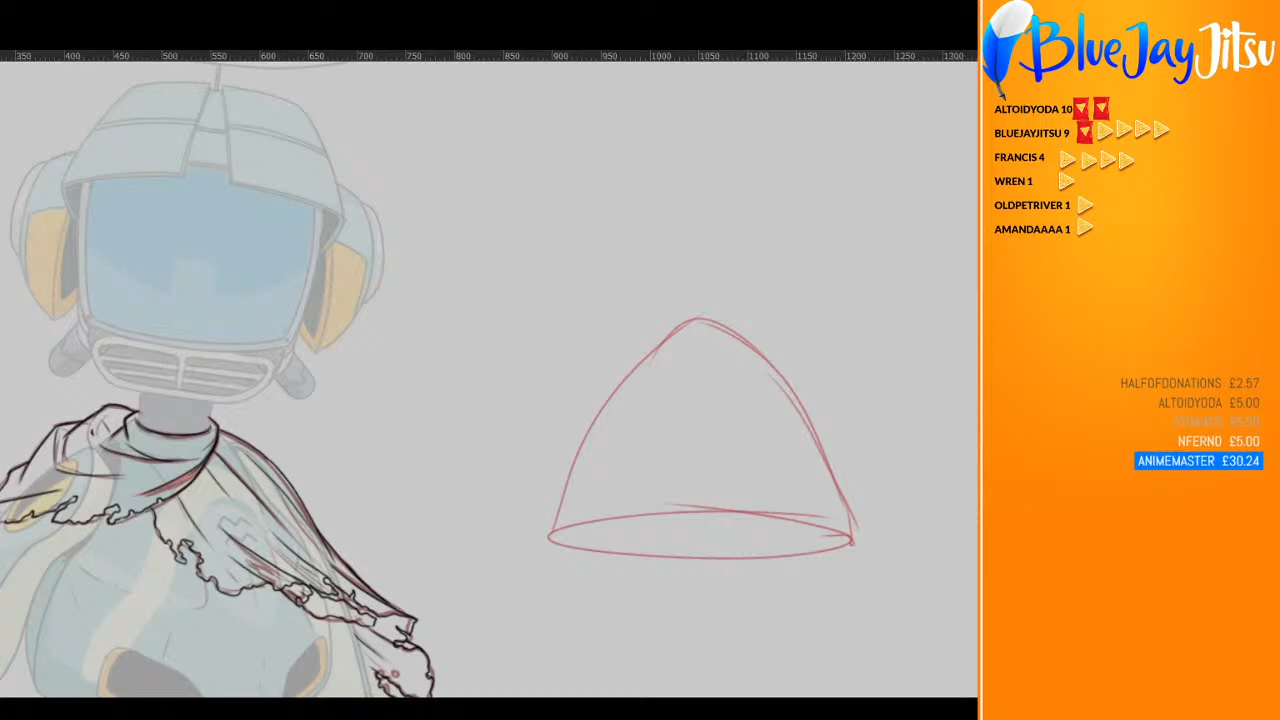 350 400 450 500 550 600 650 700 750 800 850 900 950 1000 1050 1100 1150 1200 1250 1300
BlueJayJitsu
ALTOIDYODA 10
BLUEJAYJITSU 9
FRANCIS 4
WREN 1
OLDPETRIVER 1
AMANDAAAA 1
HALFOFDONATIONS £2.57
ALTOIDYODA £5.00
NFERNO £5.00
ANIMEMASTER £30.24